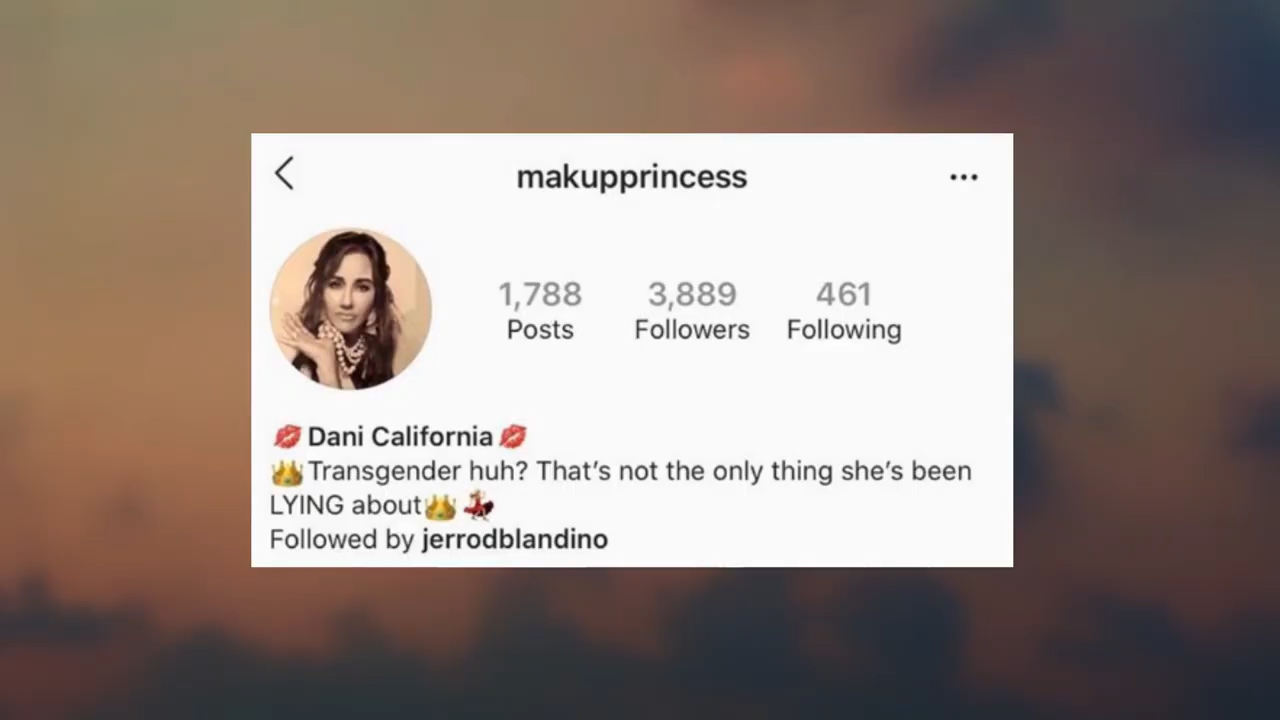 makupprincess
1,788 3,889 461
Posts Followers Following
💋 Dani California 💋
👑Transgender huh? That's not the only thing she's been
LYING about👑 💃
Followed by jerrodblandino